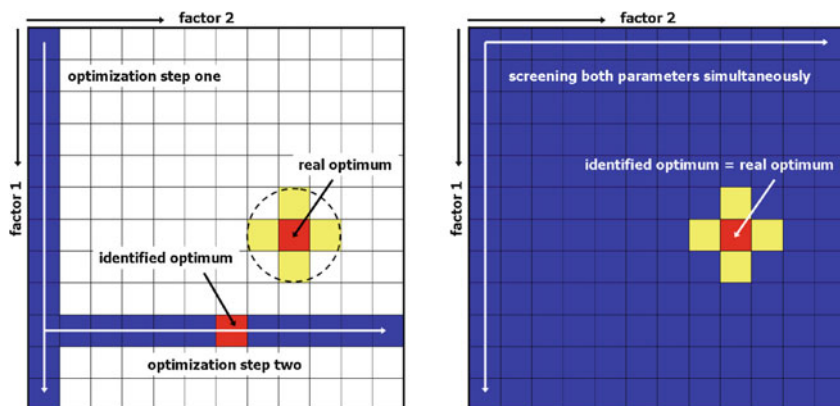 factor 2
factor 1
optimization step one
real optimum
identified optimum
optimization step two
factor 2
factor 1
screening both parameters simultaneously
identified optimum = real optimum